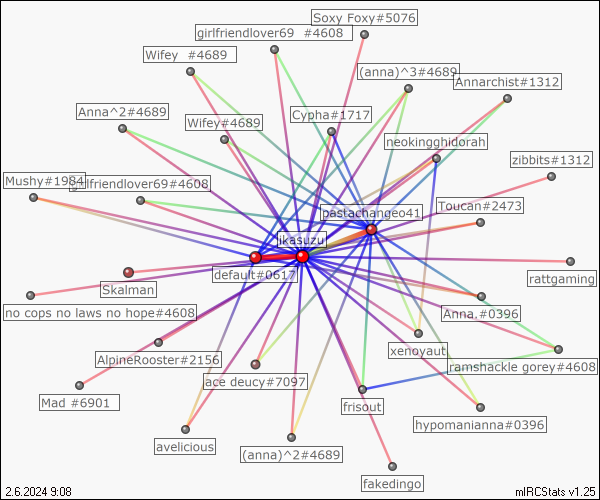 Soxy Foxy#5076
girlfriendlover69 #4608
Wifey #4689
(anna)^3#4689
Annarchist#1312
Anna^2#4689
Cypha#1717
Wifey#4689
neokingghidorah
zibbits#1312
Mushy#1984
girlfriendlover69#4608
Toucan#2473
pastachangeo41
ikasuzu
default#0617
rattgaming
Skalman
no cops no laws no hope#4608
Anna,#0396
AlpineRooster#2156
xenoyaut
ramshackle gorey#4608
ace deucy#7097
Mad #6901
frisout
hypomanianna#0396
avelicious
(anna)^2#4689
fakedingo
2.6.2024 9:08
mIRCStats v1.25